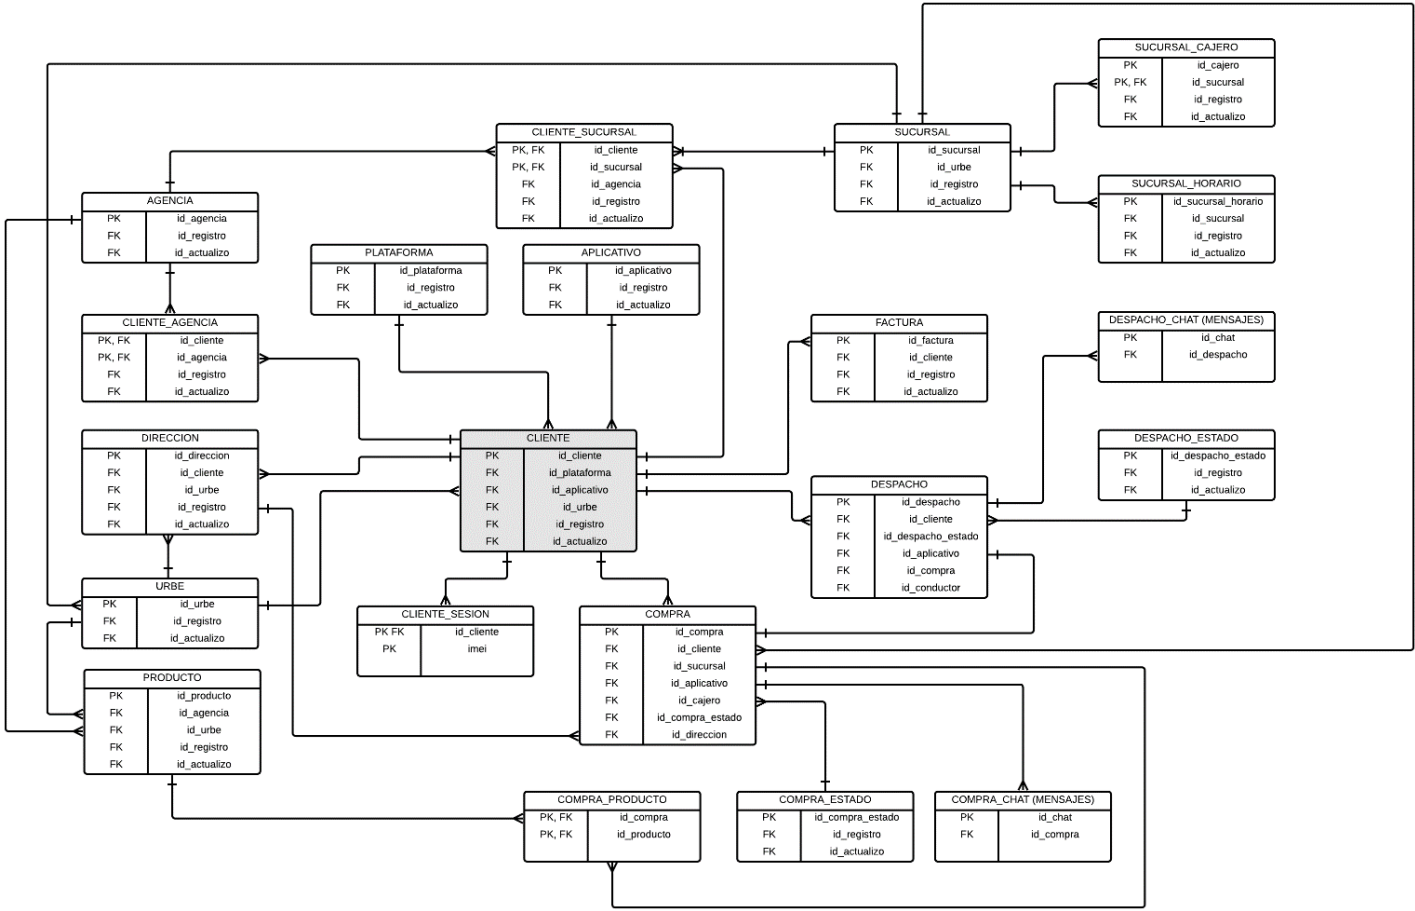 SUCURSAL_CAJERO
PK id_cajero
PK, FK id_sucursal
FK id_registro
FK id_actualizo
CLIENTE_SUCURSAL
PK, FK id_cliente
PK, FK id_sucursal
FK id_agencia
FK id_registro
FK id_actualizo
SUCURSAL
PK id_sucursal
FK id_urbe
FK id_registro
FK id_actualizo
SUCURSAL_HORARIO
PK id_sucursal_horario
FK id_sucursal
FK id_registro
FK id_actualizo
AGENCIA
PK id_agencia
FK id_registro
FK id_actualizo
PLATAFORMA
PK id_plataforma
FK id_registro
FK id_actualizo
APLICATIVO
PK id_aplicativo
FK id_registro
FK id_actualizo
CLIENTE_AGENCIA
PK, FK id_cliente
PK, FK id_agencia
FK id_registro
FK id_actualizo
FACTURA
PK id_factura
FK id_cliente
FK id_registro
FK id_actualizo
DESPACHO_CHAT (MENSAJES)
PK id_chat
FK id_despacho
DIRECCION
PK id_direccion
FK id_cliente
FK id_urbe
FK id_registro
FK id_actualizo
CLIENTE
PK id_cliente
FK id_plataforma
FK id_aplicativo
FK id_urbe
FK id_registro
FK id_actualizo
DESPACHO_ESTADO
PK id_despacho_estado
FK id_registro
FK id_actualizo
DESPACHO
PK id_despacho
FK id_cliente
FK id_despacho_estado
FK id_aplicativo
FK id_compra
FK id_conductor
URBE
PK id_urbe
FK id_registro
FK id_actualizo
CLIENTE_SESION
PK FK id_cliente
PK imei
COMPRA
PK id_compra
FK id_cliente
FK id_sucursal
FK id_aplicativo
FK id_cajero
FK id_compra_estado
FK id_direccion
PRODUCTO
PK id_producto
FK id_agencia
FK id_urbe
FK id_registro
FK id_actualizo
COMPRA_PRODUCTO
PK, FK id_compra
PK, FK id_producto
COMPRA_ESTADO
PK id_compra_estado
FK id_registro
FK id_actualizo
COMPRA_CHAT (MENSAJES)
PK id_chat
FK id_compra